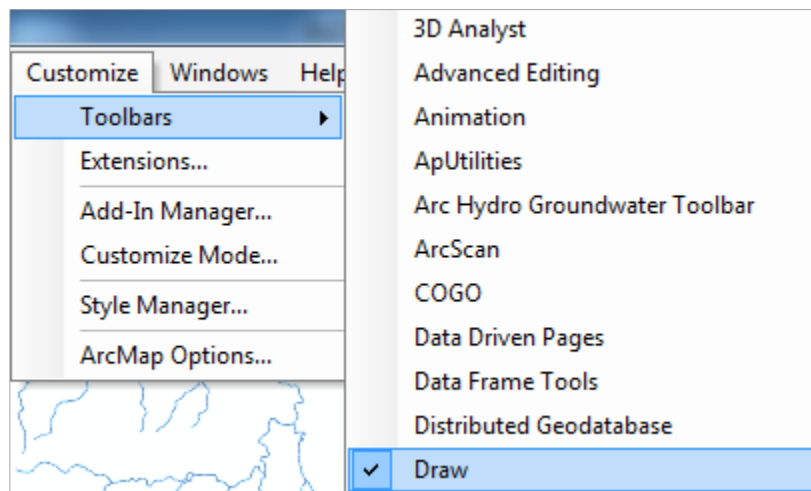 Customize Windows Help
Toolbars
Extensions...
Add-In Manager...
Customize Mode...
Style Manager...
ArcMap Options...
3D Analyst
Advanced Editing
Animation
ApUtilities
Arc Hydro Groundwater Toolbar
ArcScan
COGO
Data Driven Pages
Data Frame Tools
Distributed Geodatabase
Draw